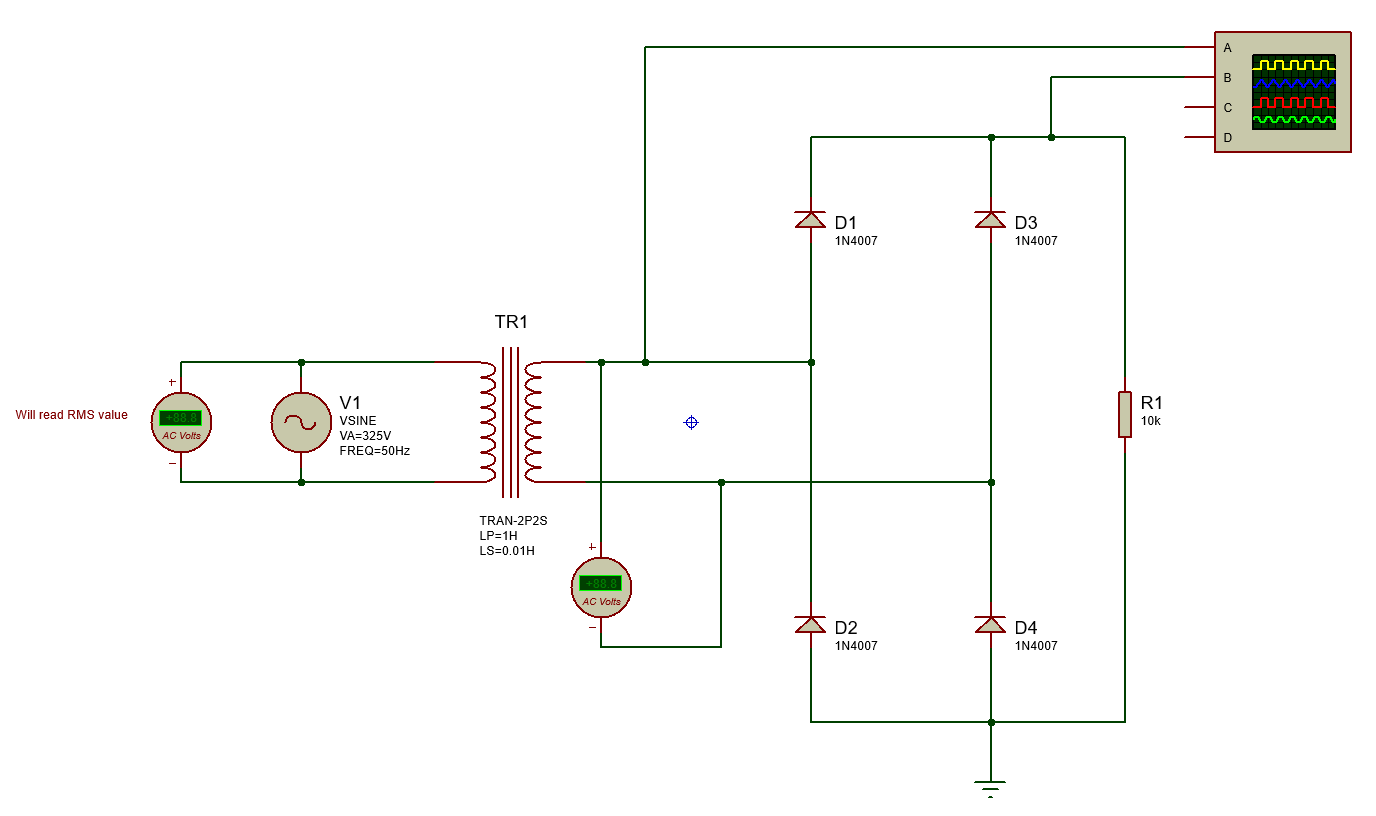 A
B
C
D
D1
1N4007
D3
1N4007
TR1
Will read RMS value
+
+88.8
AC Volts
−
V1
VSINE
VA=325V
FREQ=50Hz
R1
10k
TRAN-2P2S
LP=1H
LS=0.01H
+
+88.8
AC Volts
−
D2
1N4007
D4
1N4007